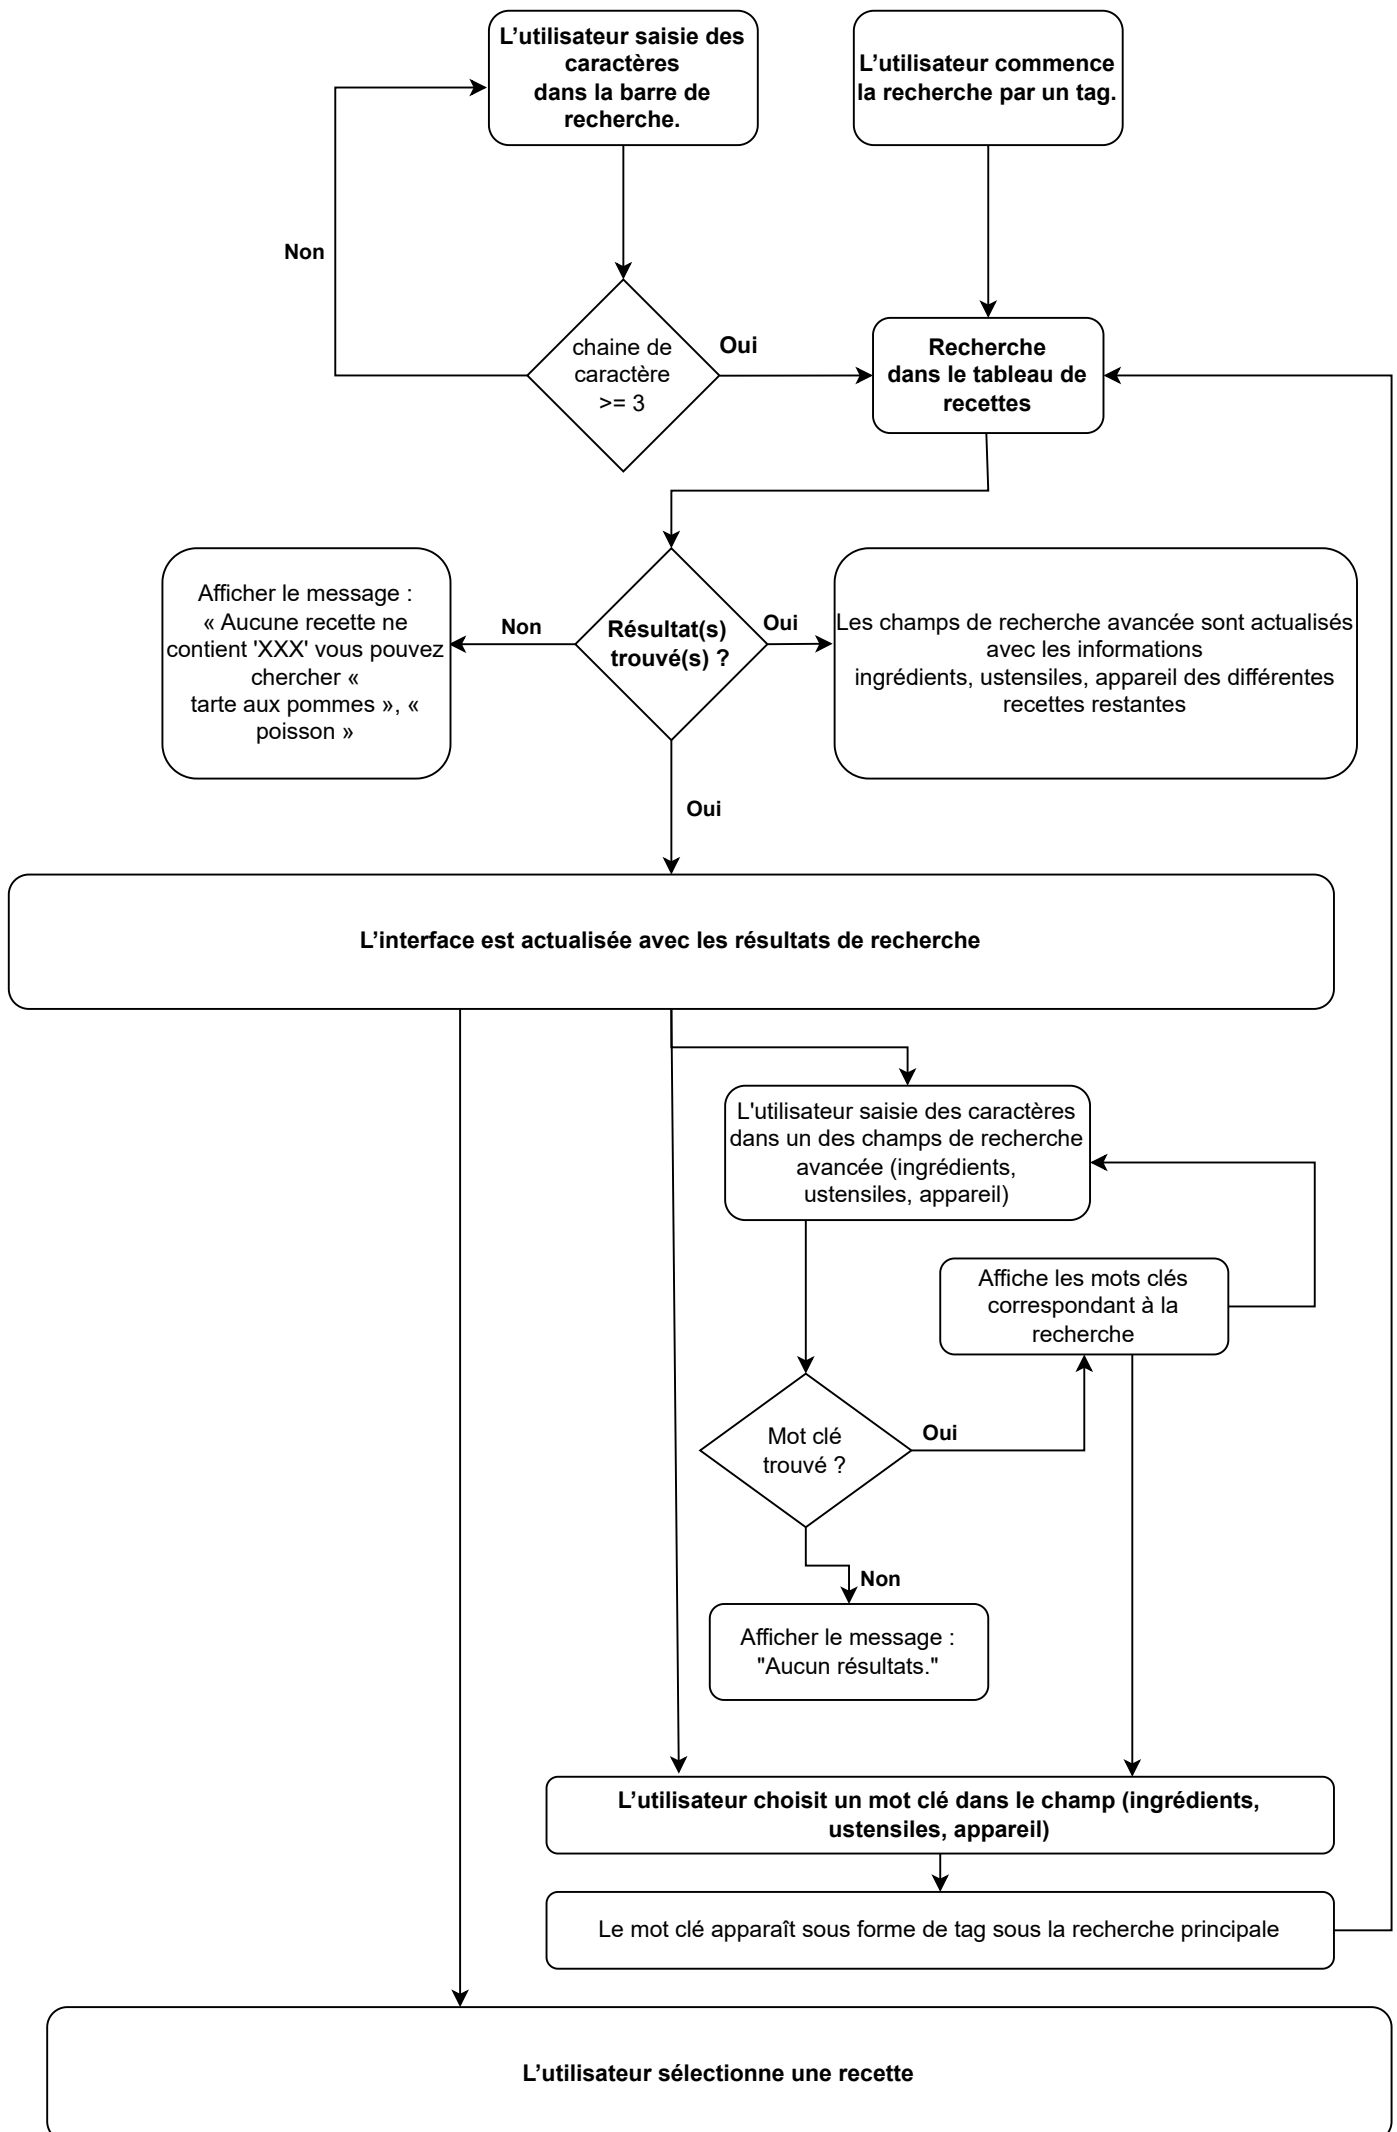 L’utilisateur saisie des
caractères
dans la barre de
recherche.
L’utilisateur commence
la recherche par un tag.
Non
chaine de
caractère
>= 3
Oui
Recherche
dans le tableau de
recettes
Afficher le message :
« Aucune recette ne
contient 'XXX' vous pouvez
chercher «
tarte aux pommes », «
poisson »
Non
Résultat(s)
trouvé(s) ?
Oui
Les champs de recherche avancée sont actualisés
avec les informations
ingrédients, ustensiles, appareil des différentes
recettes restantes
Oui
L’interface est actualisée avec les résultats de recherche
L'utilisateur saisie des caractères
dans un des champs de recherche
avancée (ingrédients,
ustensiles, appareil)
Affiche les mots clés
correspondant à la
recherche
Mot clé
trouvé ?
Oui
Non
Afficher le message :
"Aucun résultats."
L’utilisateur choisit un mot clé dans le champ (ingrédients,
ustensiles, appareil)
Le mot clé apparaît sous forme de tag sous la recherche principale
L’utilisateur sélectionne une recette